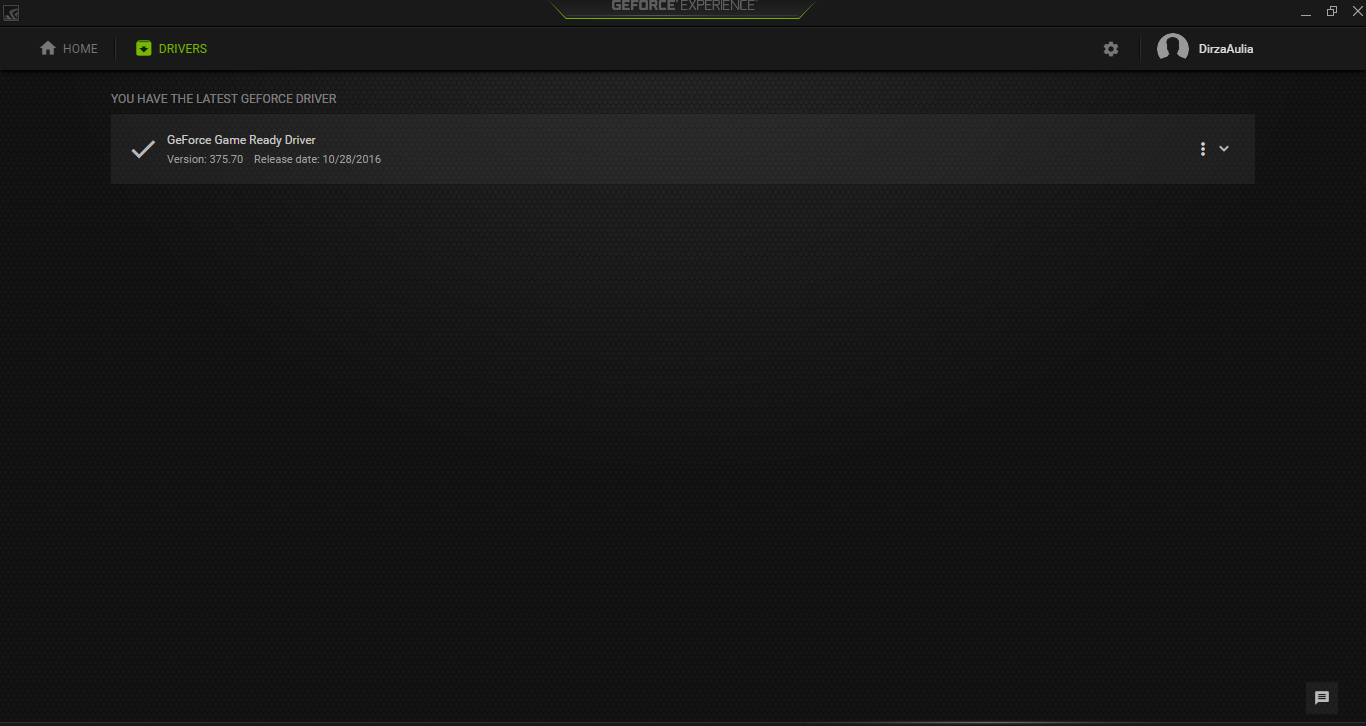 GEFORCE EXPERIENCE
HOME
DRIVERS
DirzaAulia
YOU HAVE THE LATEST GEFORCE DRIVER
GeForce Game Ready Driver
Version: 375.70 Release date: 10/28/2016